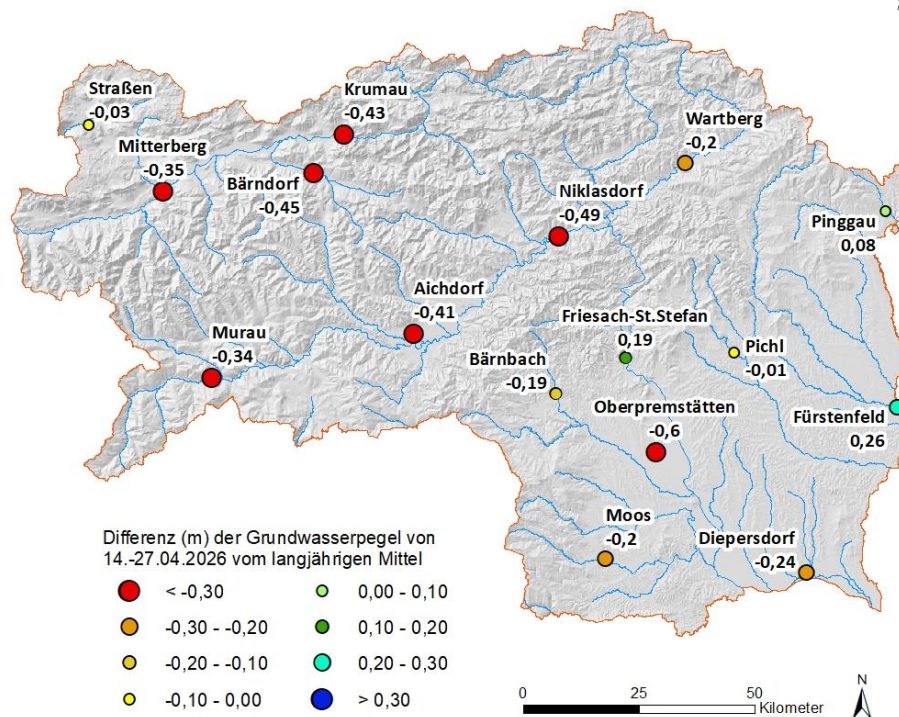 Straßen
-0,03
Krumau
-0,43
Wartberg
-0,2
Mitterberg
-0,35
Bärndorf
-0,45
Niklasdorf
-0,49
Pinggau
0,08
Aichdorf
-0,41
Friesach-St.Stefan
0,19
Murau
-0,34
Pichl
-0,01
Bärnbach
-0,19
Oberpremstätten
-0,6
Fürstenfeld
0,26
Moos
-0,2
Diepersdorf
-0,24
Differenz (m) der Grundwasserpegel von
14.-27.04.2026 vom langjährigen Mittel
< -0,30
-0,30 - -0,20
-0,20 - -0,10
-0,10 - 0,00
0,00 - 0,10
0,10 - 0,20
0,20 - 0,30
> 0,30
0 25 50
Kilometer
N